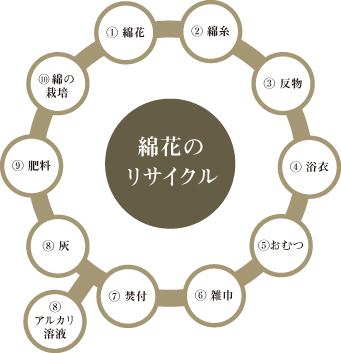 綿花の
リサイクル
① 綿花
② 綿糸
③ 反物
④ 浴衣
⑤おむつ
⑥ 雑巾
⑦ 焚付
⑧ 灰
⑧
アルカリ
溶液
⑨ 肥料
⑩綿の
栽培